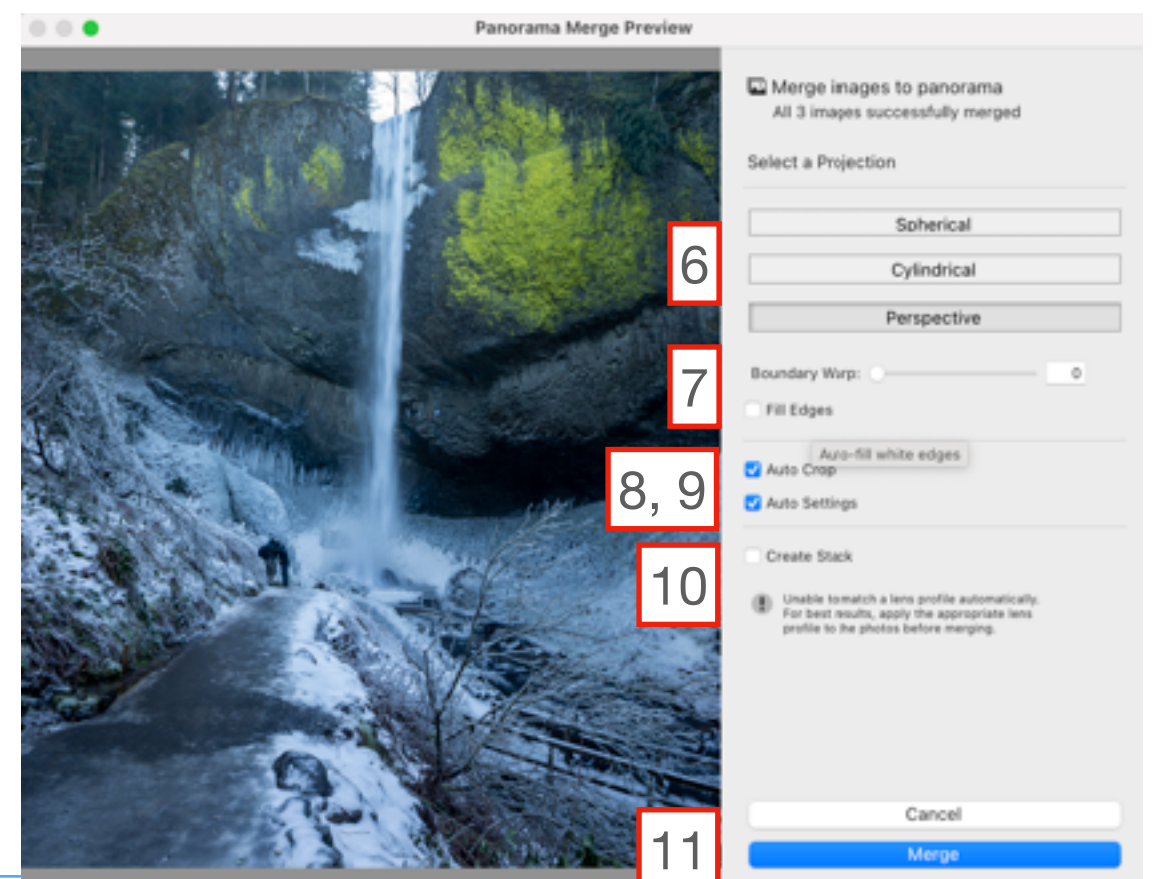 Panorama Merge Preview
Merge images to panorama
All 3 images successfully merged
Select a Projection
Spherical
6
Cylindrical
Perspective
7
Boundary Warp: 0
Fill Edges
Auto-fill white edges
8, 9
Auto Crop
Auto Settings
10
Create Stack
Unable to match a lens profile automatically.
For best results, apply the appropriate lens
profile to the photos before merging.
Cancel
11
Merge